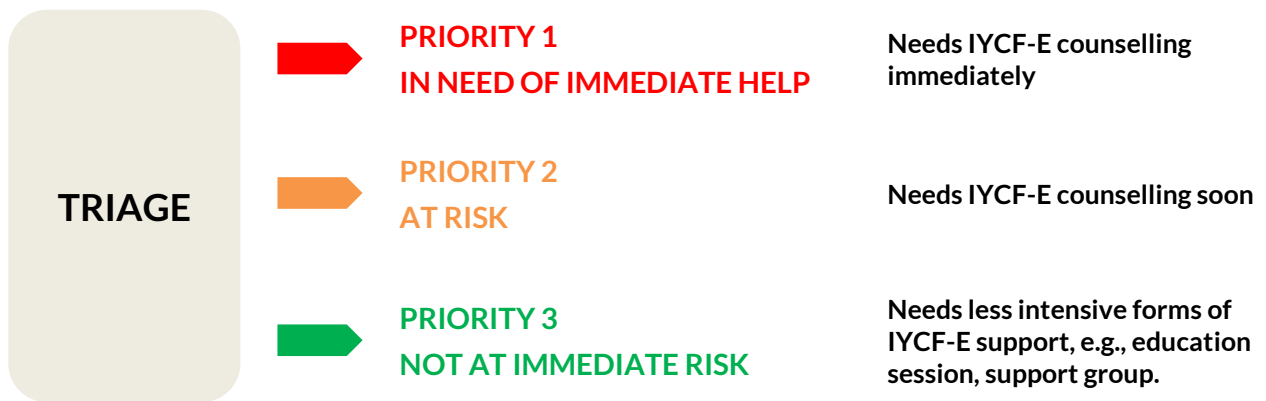 TRIAGE
PRIORITY 1
IN NEED OF IMMEDIATE HELP
Needs IYCF-E counselling
immediately
PRIORITY 2
AT RISK
Needs IYCF-E counselling soon
PRIORITY 3
NOT AT IMMEDIATE RISK
Needs less intensive forms of
IYCF-E support, e.g., education
session, support group.